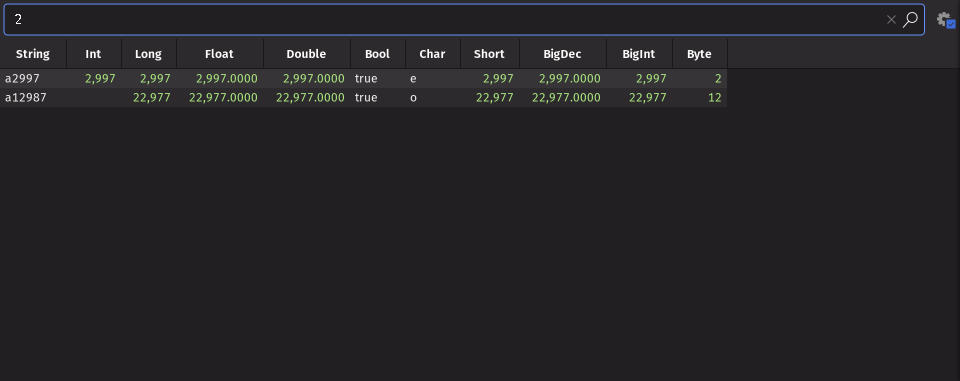 2
String Int Long Float Double Bool Char Short BigDec BigInt Byte
a2997 2,997 2,997 2,997.0000 2,997.0000 true e 2,997 2,997.0000 2,997 2
a12987 22,977 22,977.0000 22,977.0000 true o 22,977 22,977.0000 22,977 12